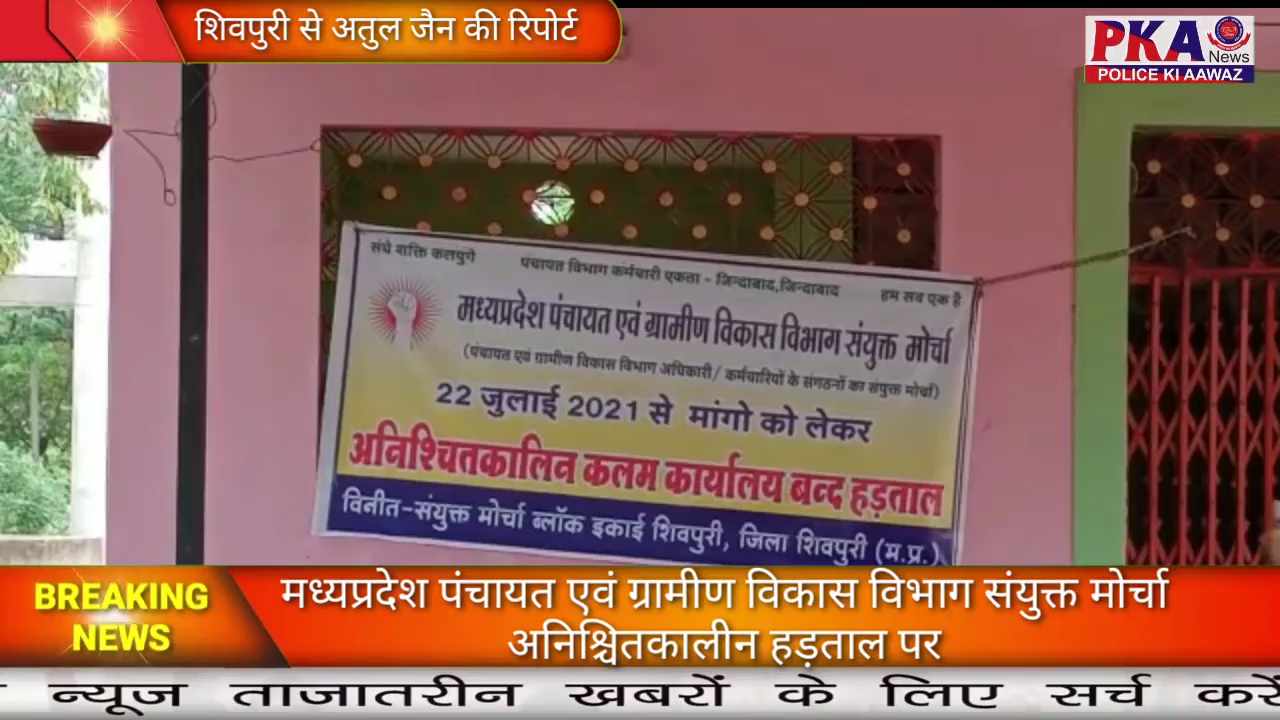 शिवपुरी से अतुल जैन की रिपोर्ट
PKA
News
POLICE KI AAWAZ
संघे शक्ति कलयुगे
पंचायत विभाग कर्मचारी एकता - जिन्दाबाद,जिन्दाबाद
हम सब एक है
मध्यप्रदेश पंचायत एवं ग्रामीण विकास विभाग संयुक्त मोर्चा
(पंचायत एवं ग्रामीण विकास विभाग अधिकारी/ कर्मचारियों के संगठनों का संयुक्त मोर्चा)
22 जुलाई 2021 से मांगो को लेकर
अनिश्चितकालिन कलम कार्यालय बन्द हड़ताल
विनीत-संयुक्त मोर्चा ब्लॉक इकाई शिवपुरी, जिला शिवपुरी (म.प्र.)
BREAKING
NEWS
मध्यप्रदेश पंचायत एवं ग्रामीण विकास विभाग संयुक्त मोर्चा
अनिश्चितकालीन हड़ताल पर
न्यूज ताजातरीन खबरों के लिए सर्च करें